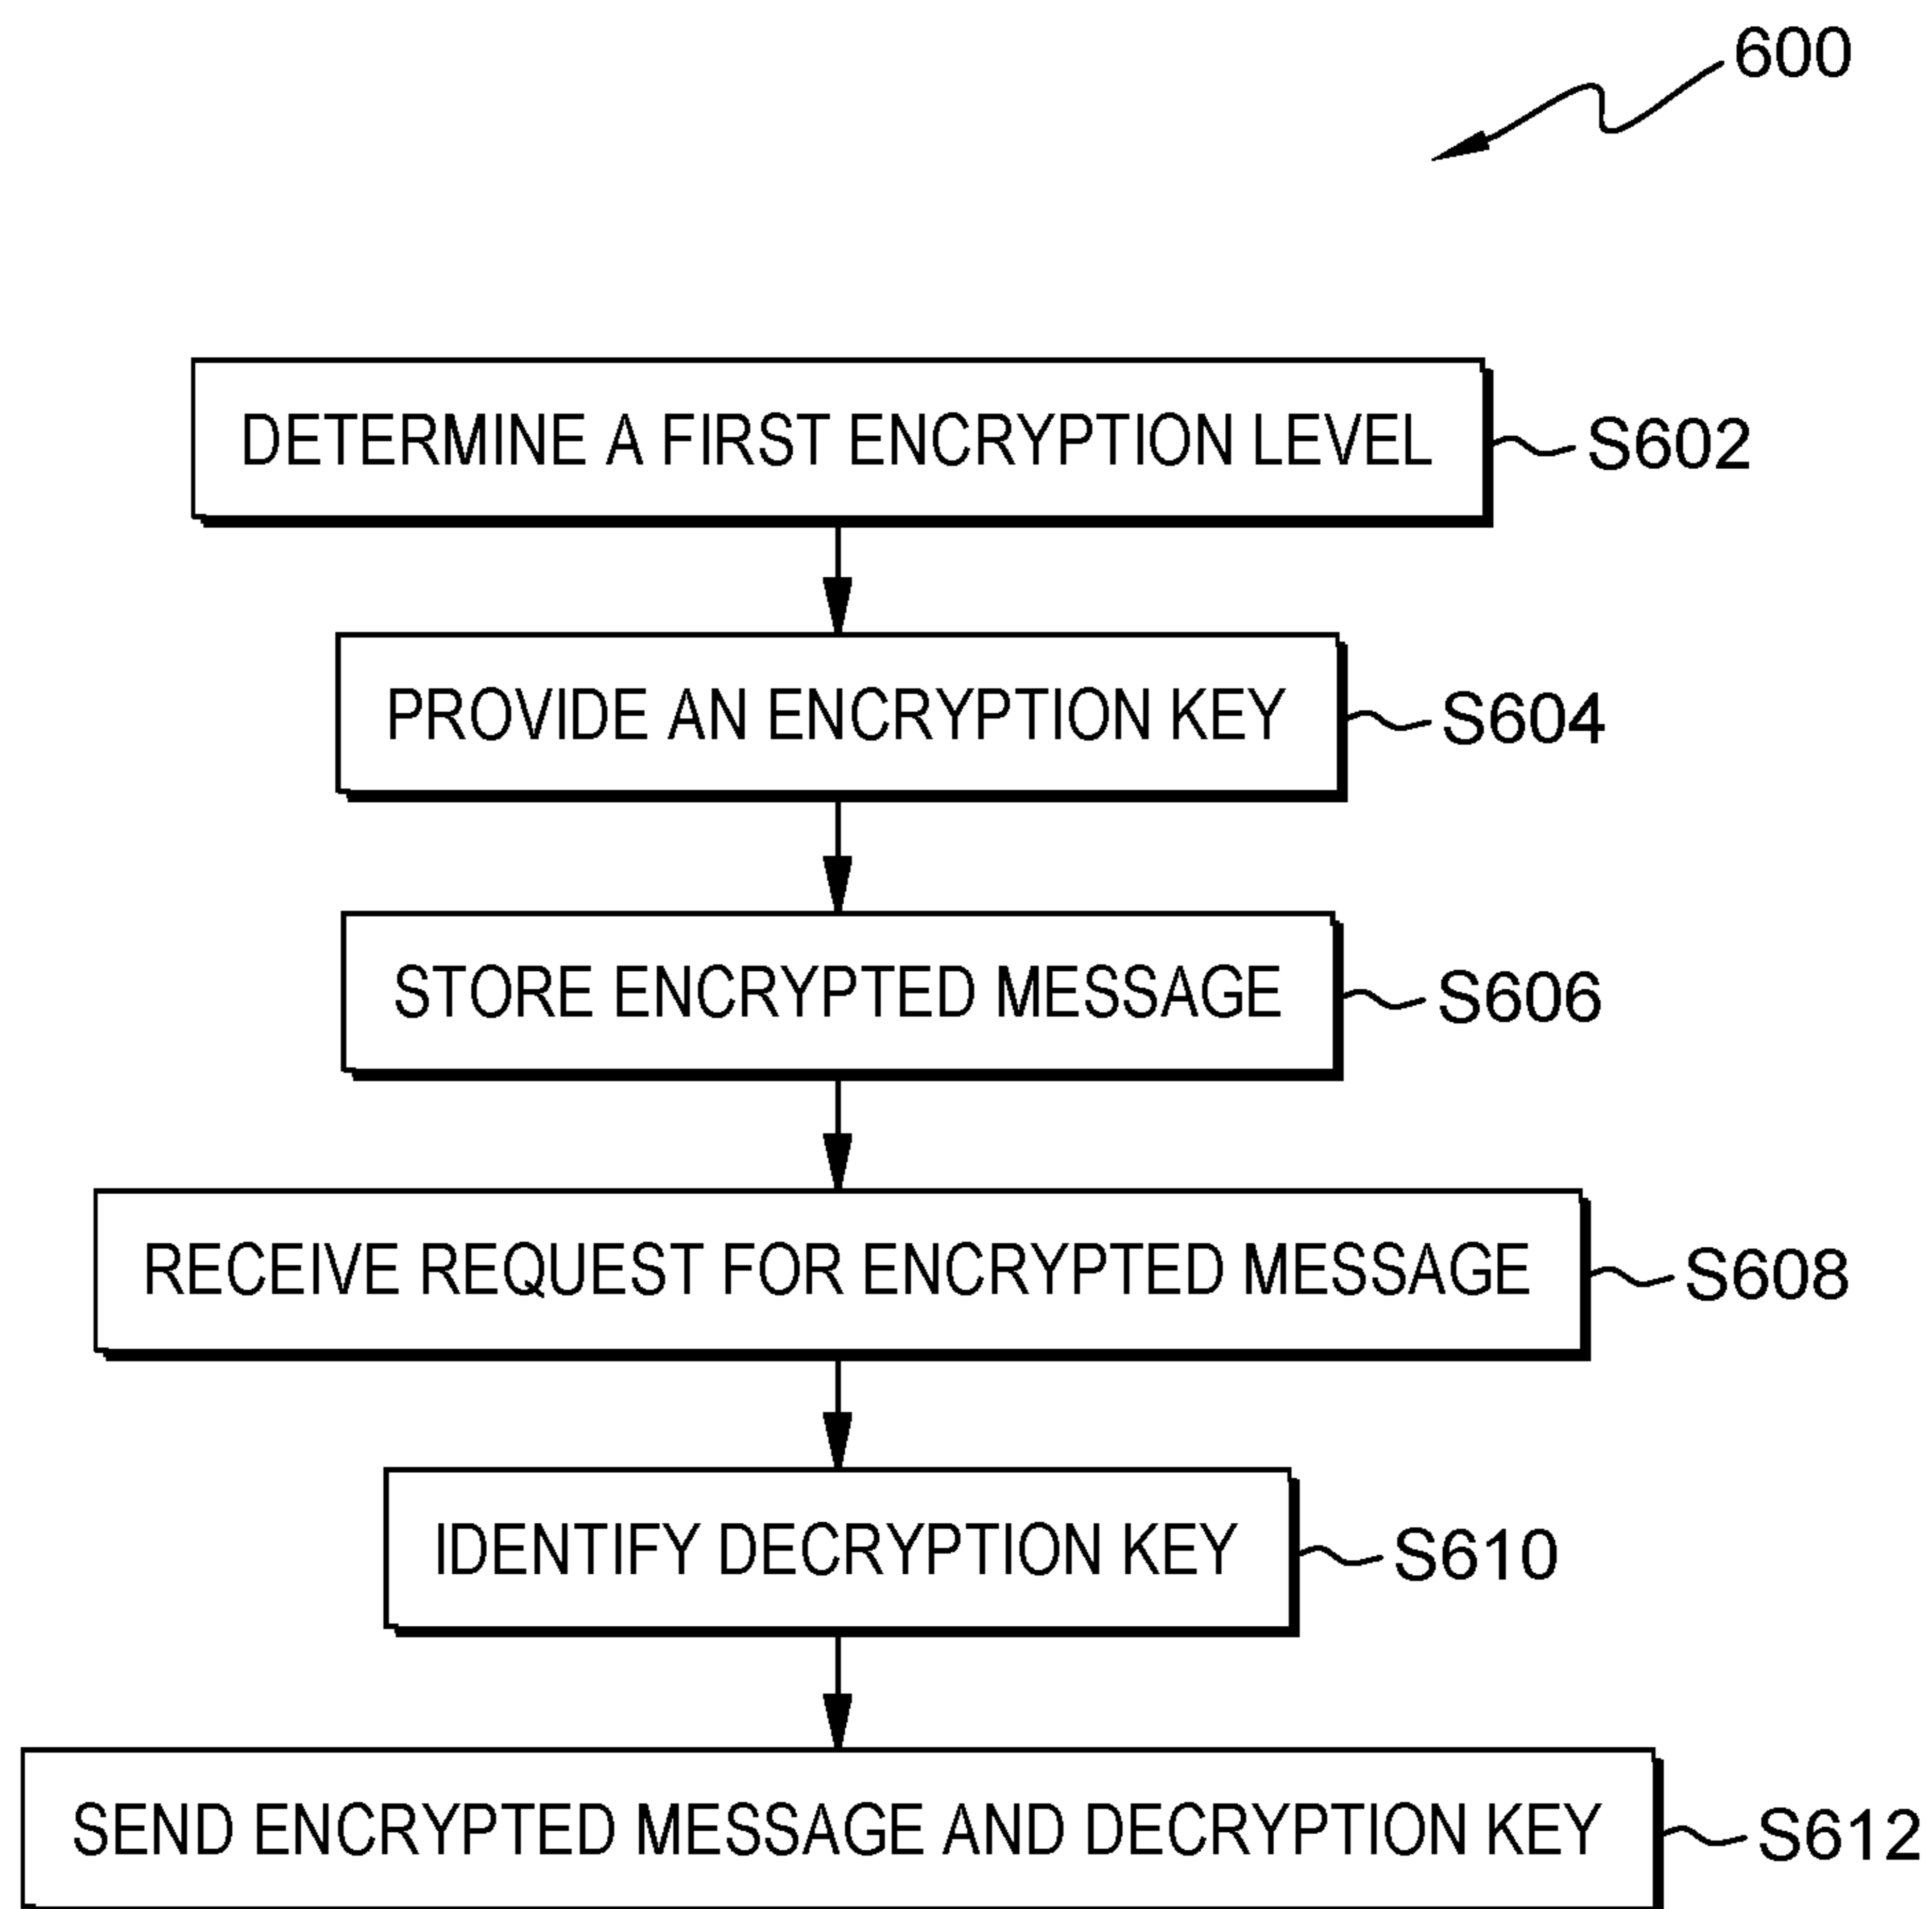 600
DETERMINE A FIRST ENCRYPTION LEVEL
S602
PROVIDE AN ENCRYPTION KEY
S604
STORE ENCRYPTED MESSAGE
S606
RECEIVE REQUEST FOR ENCRYPTED MESSAGE
S608
IDENTIFY DECRYPTION KEY
S610
SEND ENCRYPTED MESSAGE AND DECRYPTION KEY
S612